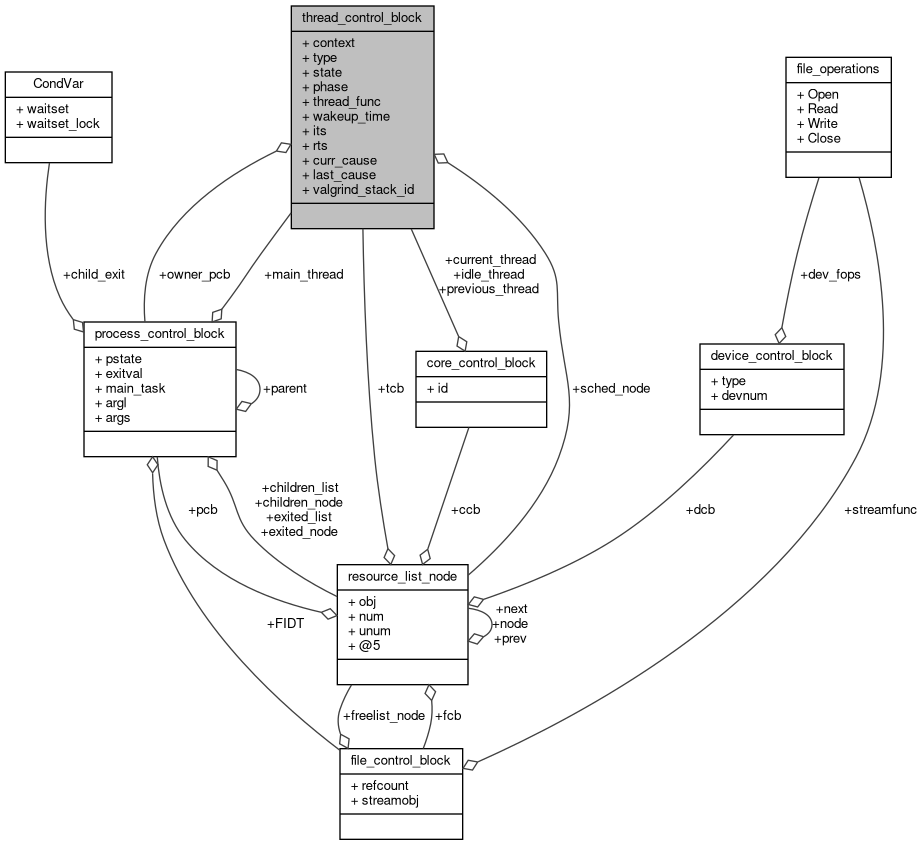 thread_control_block
+ context
+ type
+ state
+ phase
+ thread_func
+ wakeup_time
+ its
+ rts
+ curr_cause
+ last_cause
+ valgrind_stack_id
CondVar
+ waitset
+ waitset_lock
file_operations
+ Open
+ Read
+ Write
+ Close
+child_exit
+owner_pcb
+main_thread
+current_thread
+idle_thread
+previous_thread
+dev_fops
process_control_block
+ pstate
+ exitval
+ main_task
+ argl
+ args
+parent
+tcb
core_control_block
+ id
+sched_node
device_control_block
+ type
+ devnum
+pcb
+children_list
+children_node
+exited_list
+exited_node
+ccb
+dcb
+streamfunc
+FIDT
resource_list_node
+ obj
+ num
+ unum
+ @5
+next
+node
+prev
+freelist_node
+fcb
file_control_block
+ refcount
+ streamobj